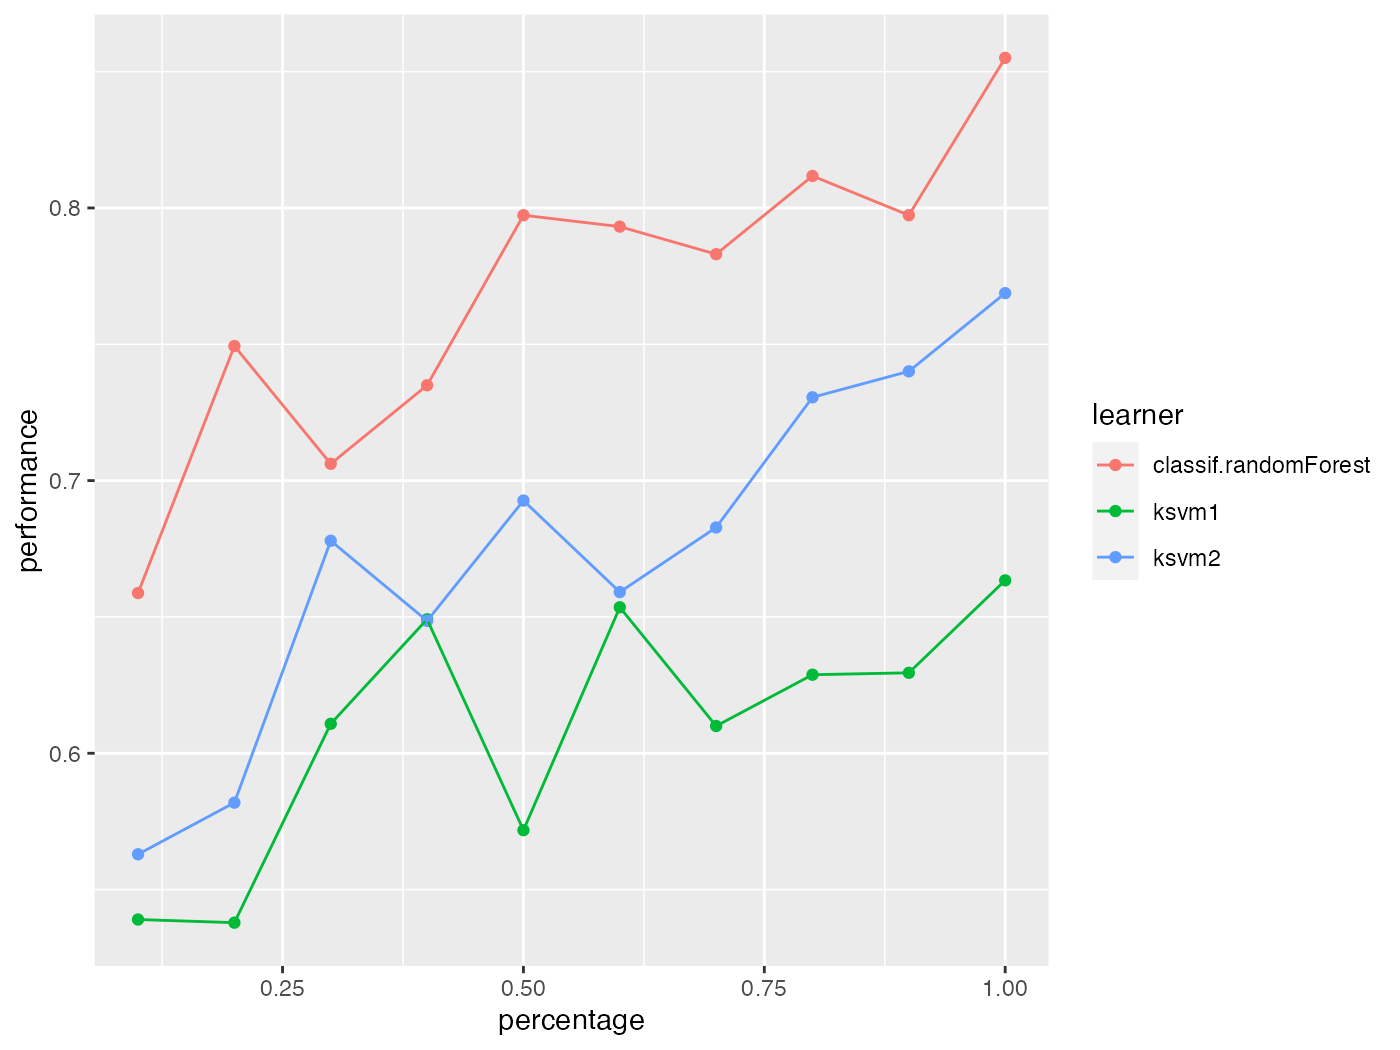 0.8
0.7
0.6
performance
0.25
0.50
0.75
1.00
percentage
learner
classif.randomForest
ksvm1
ksvm2